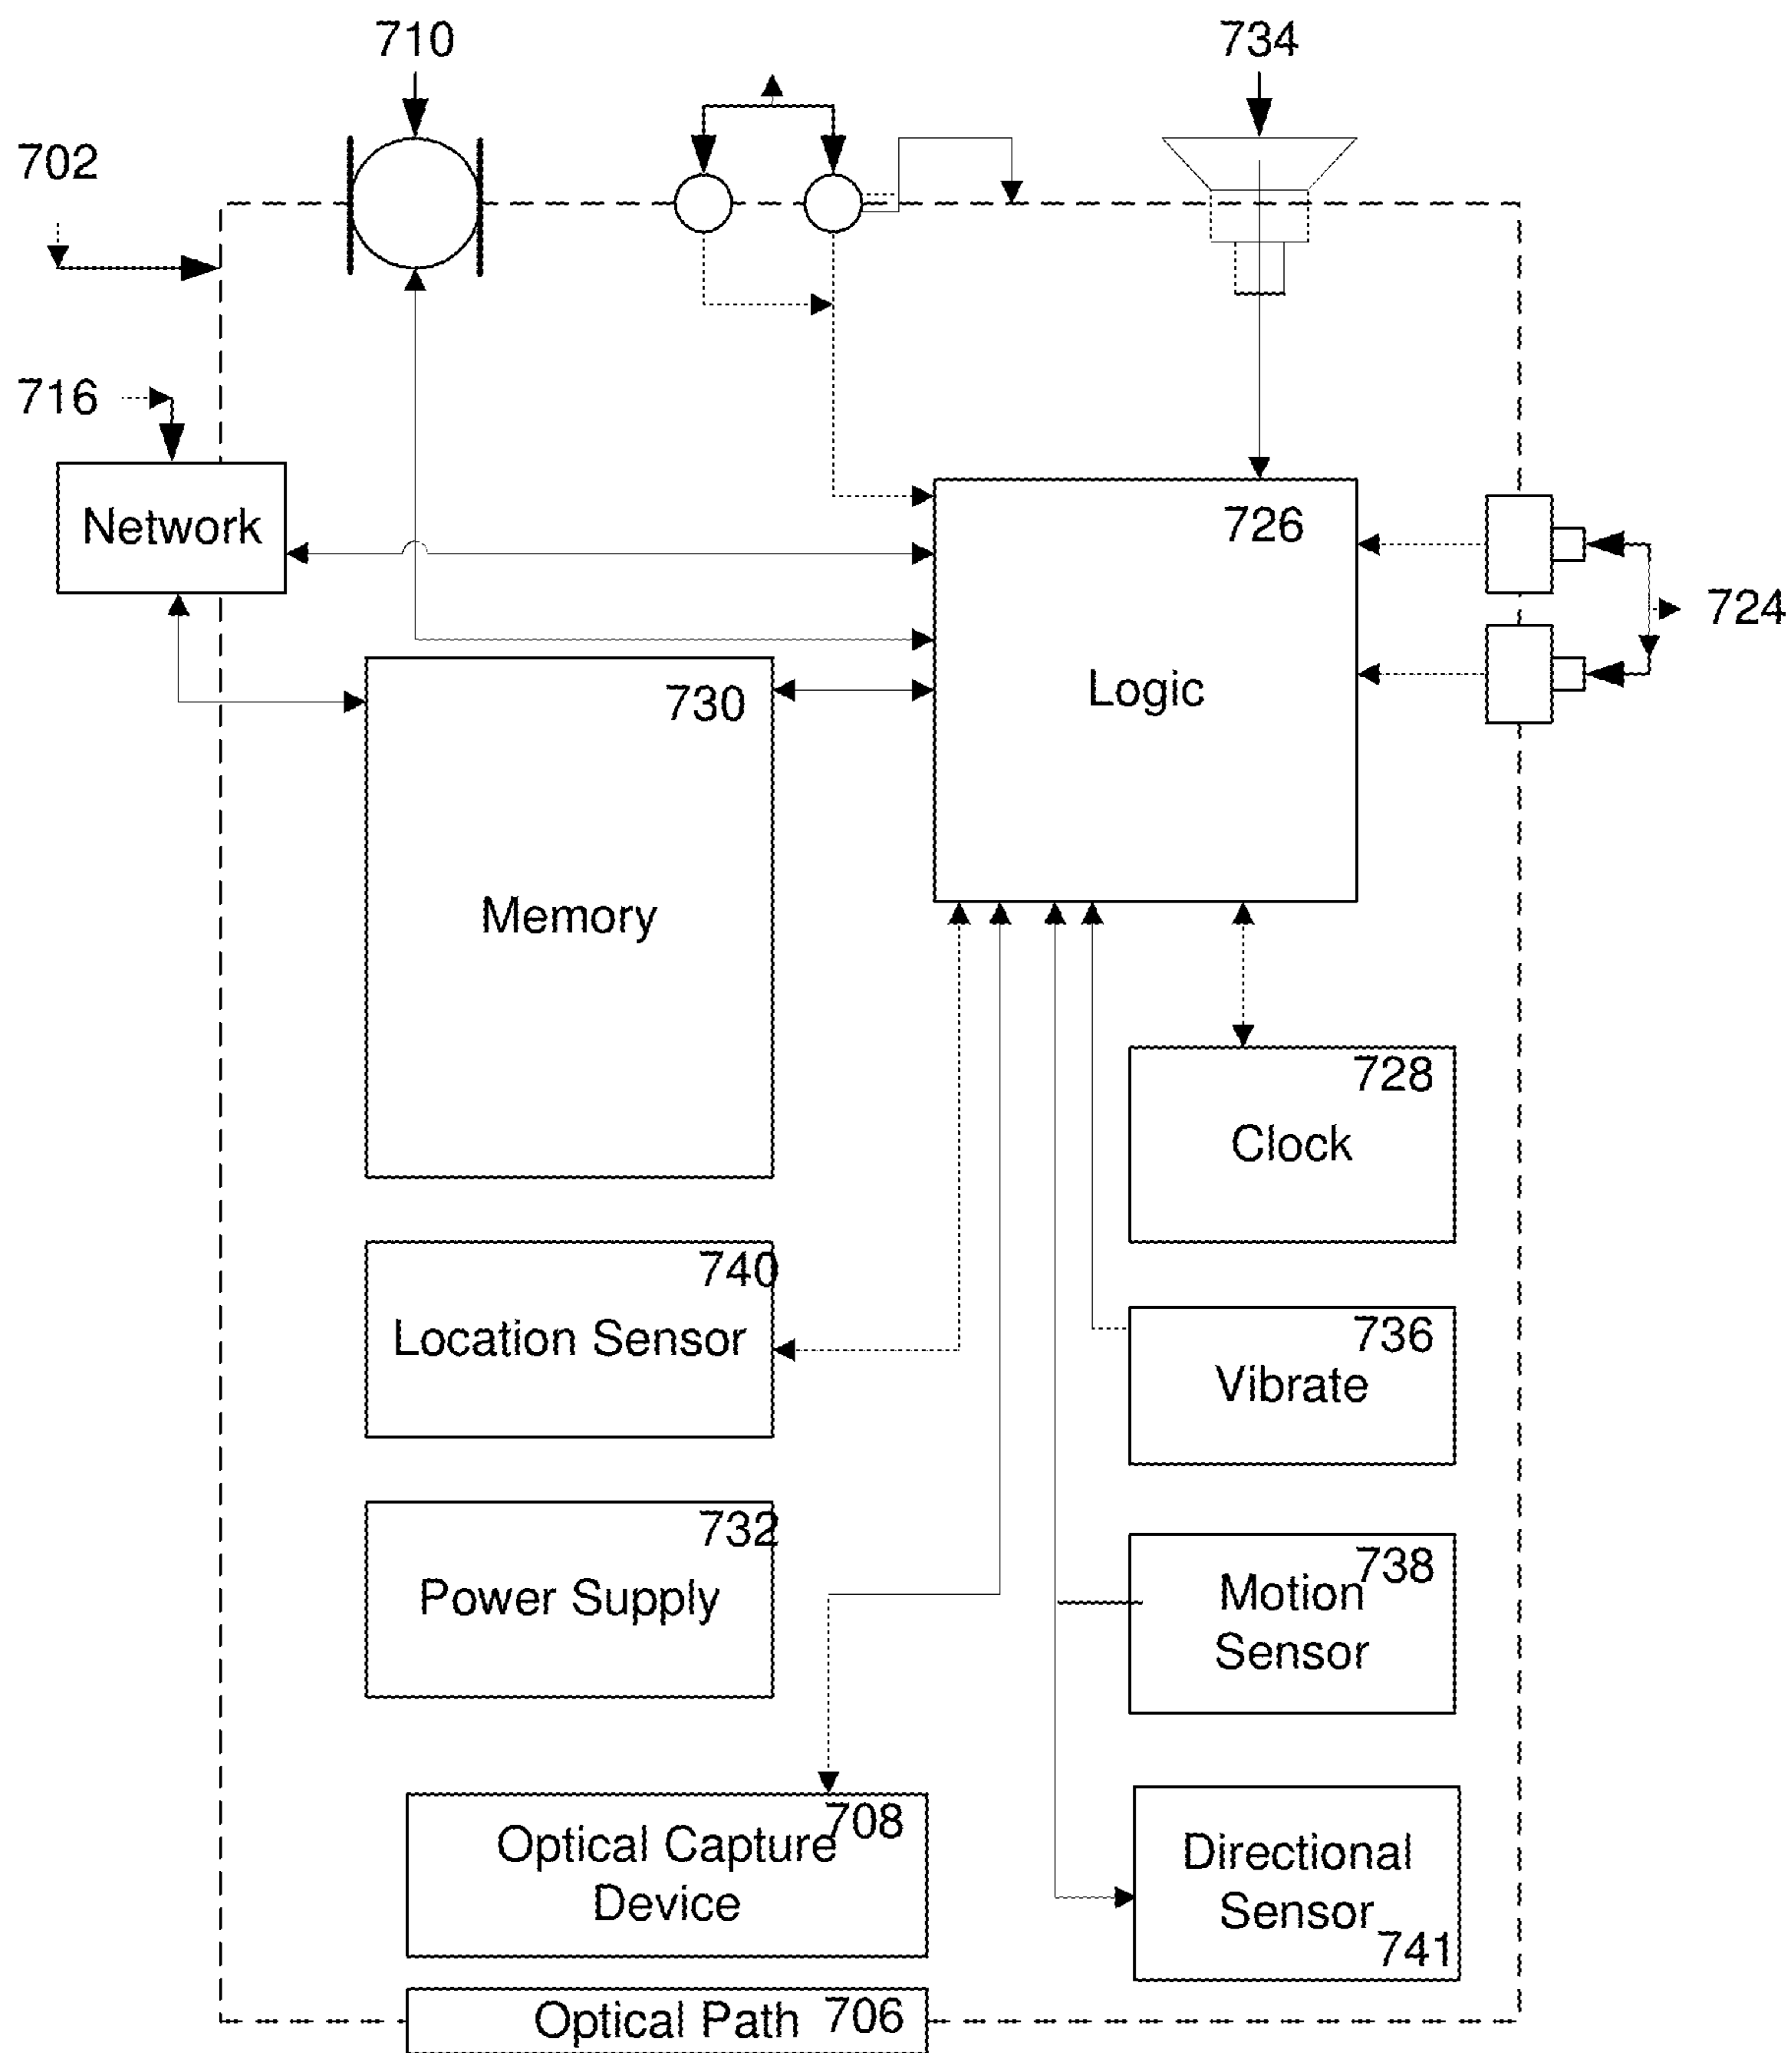 710
734
702
716
Network
726
724
Logic
730
Memory
728
Clock
740
Location Sensor
736
Vibrate
732
Power Supply
738
Motion
Sensor
708
Optical Capture
Device
Directional
Sensor
741
Optical Path 706